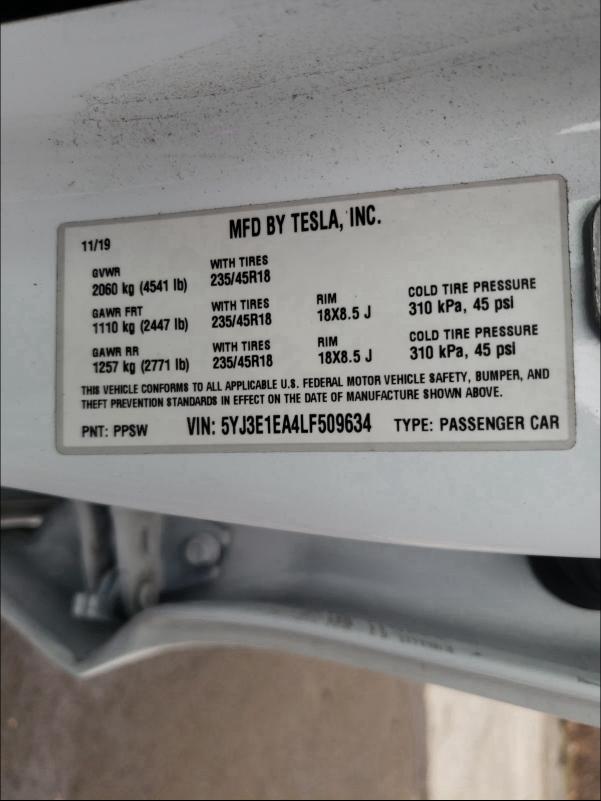 MFD BY TESLA, INC.
11/19
GVWR WITH TIRES
2060 kg (4541 lb) 235/45R18
GAWR FRT WITH TIRES RIM COLD TIRE PRESSURE
1110 kg (2447 lb) 235/45R18 18X8.5 J 310 kPa, 45 psi
GAWR RR WITH TIRES RIM COLD TIRE PRESSURE
1257 kg (2771 lb) 235/45R18 18X8.5 J 310 kPa, 45 psi
THIS VEHICLE CONFORMS TO ALL APPLICABLE U.S. FEDERAL MOTOR VEHICLE SAFETY, BUMPER, AND
THEFT PREVENTION STANDARDS IN EFFECT ON THE DATE OF MANUFACTURE SHOWN ABOVE.
PNT: PPSW VIN: 5YJ3E1EA4LF509634 TYPE: PASSENGER CAR